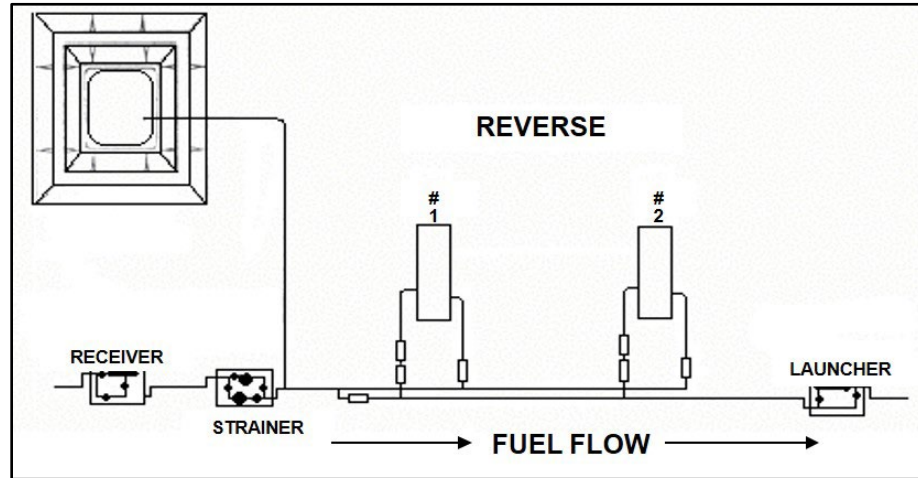 REVERSE
#
1
#
2
RECEIVER
LAUNCHER
STRAINER
FUEL FLOW